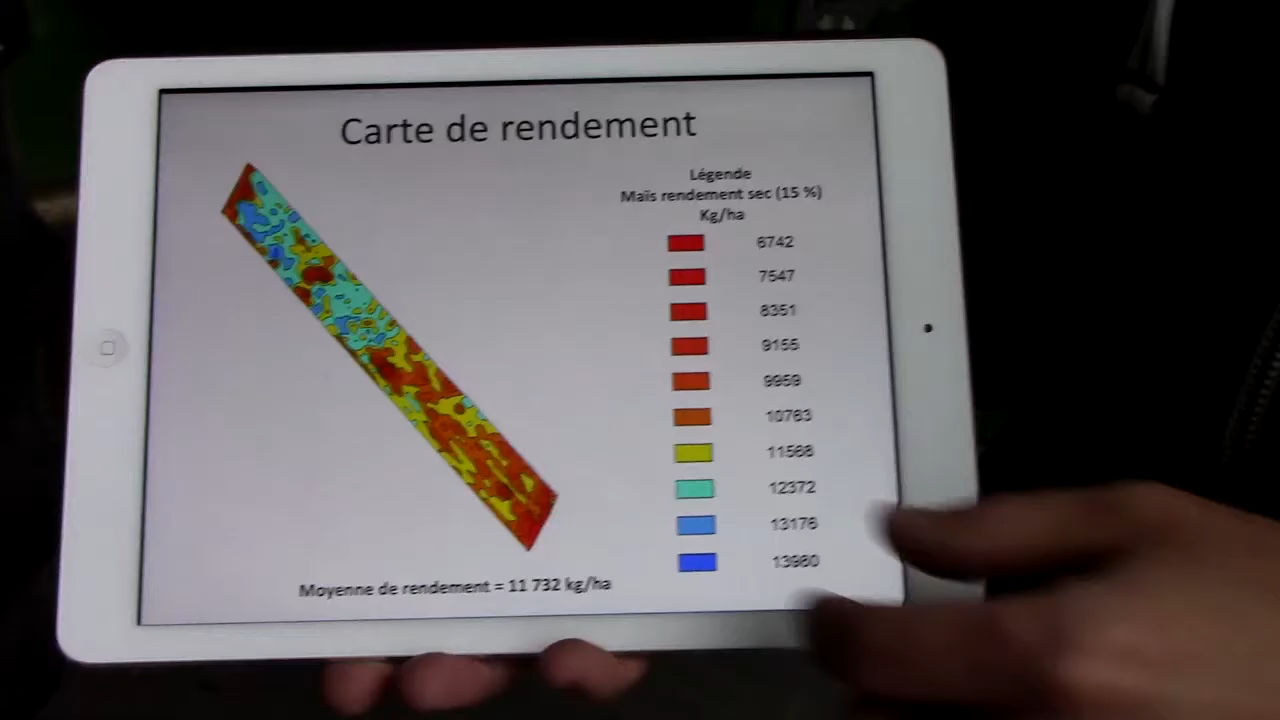 Carte de rendement
Légende
Maïs rendement sec (15 %)
Kg/ha
6742
7547
8351
9155
9959
10763
11568
12372
13176
13980
Moyenne de rendement = 11 732 kg/ha